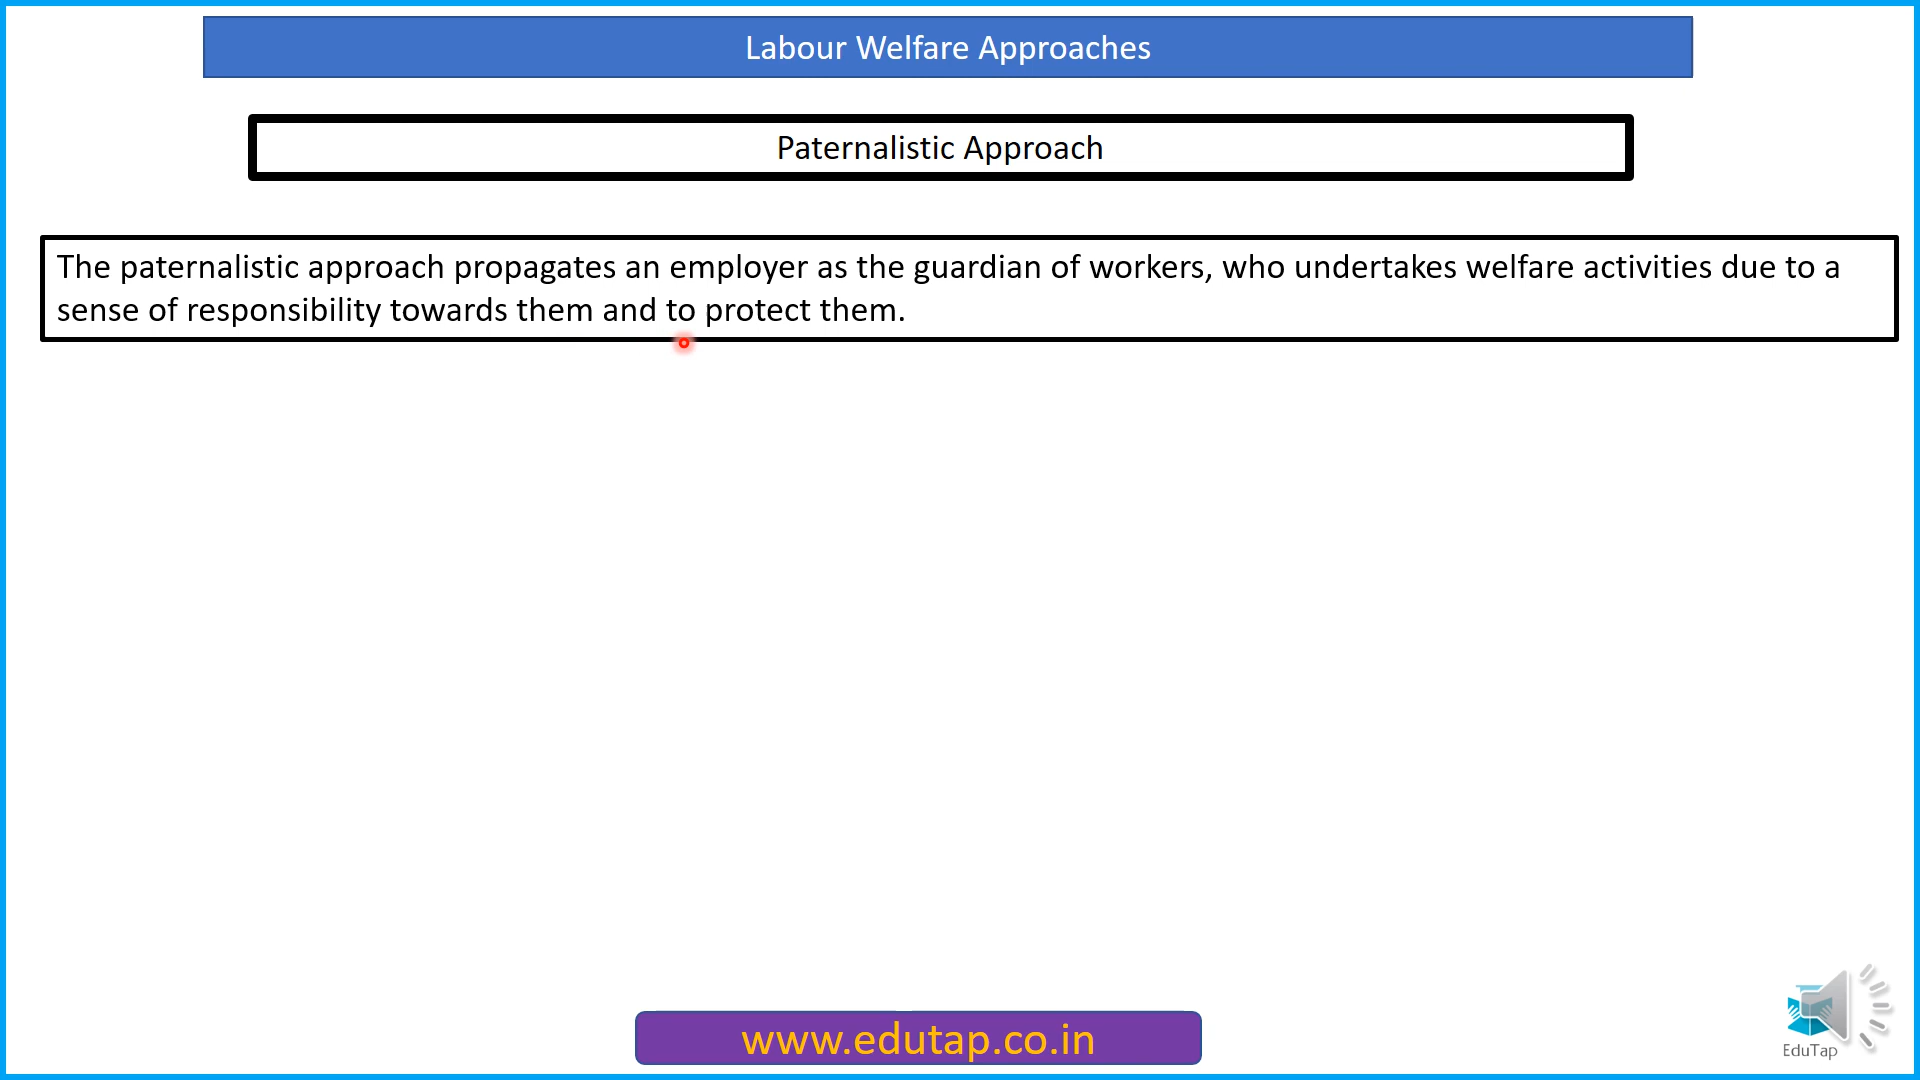 Labour Welfare Approaches
Paternalistic Approach
The paternalistic approach propagates an employer as the guardian of workers, who undertakes welfare activities due to a
sense of responsibility towards them and to protect them.
www.edutap.co.in
EduTap